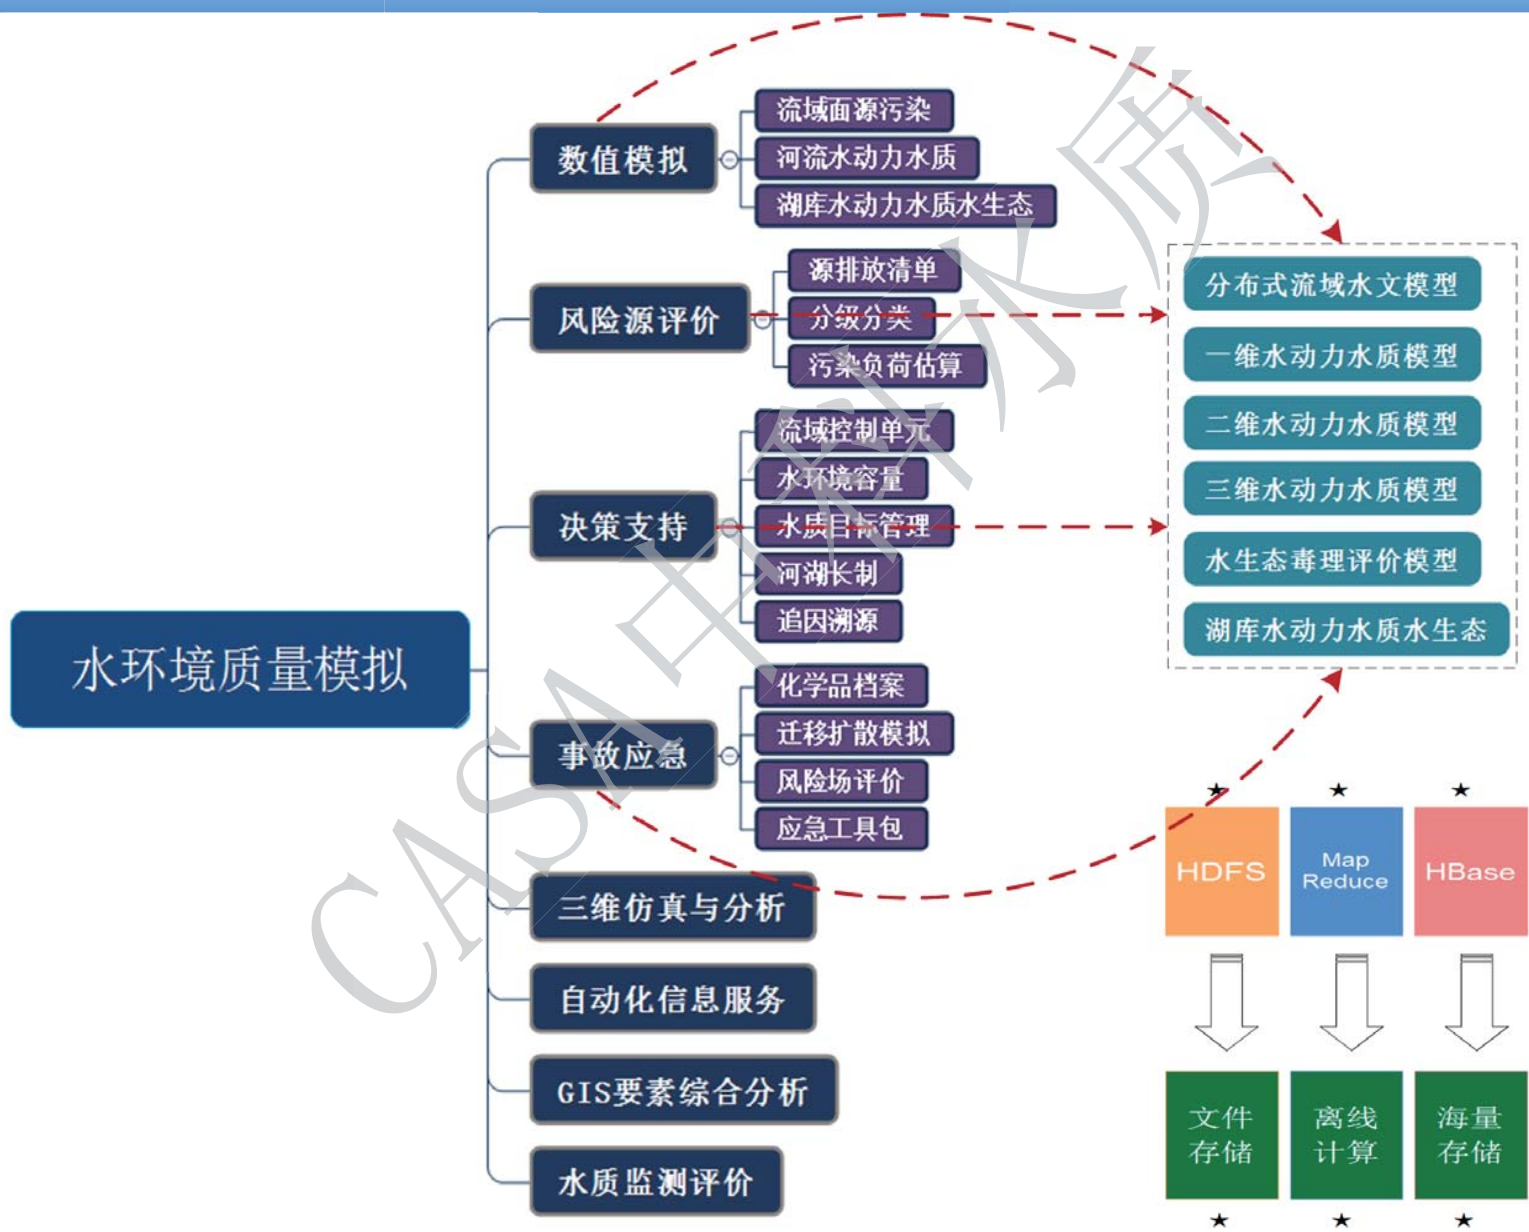 数值模拟
流域面源污染
河流水动力水质
湖库水动力水质水生态
风险源评价
源排放清单
分级分类
污染负荷估算
决策支持
流域控制单元
水环境容量
水质目标管理
河湖长制
追因溯源
水环境质量模拟
事故应急
化学品档案
迁移扩散模拟
风险场评价
应急工具包
三维仿真与分析
自动化信息服务
GIS要素综合分析
水质监测评价
分布式流域水文模型
一维水动力水质模型
二维水动力水质模型
三维水动力水质模型
水生态毒理评价模型
湖库水动力水质水生态
★ ★ ★
HDFS
Map
Reduce
HBase
文件
存储
离线
计算
海量
存储
★ ★ ★
CASA中科水质